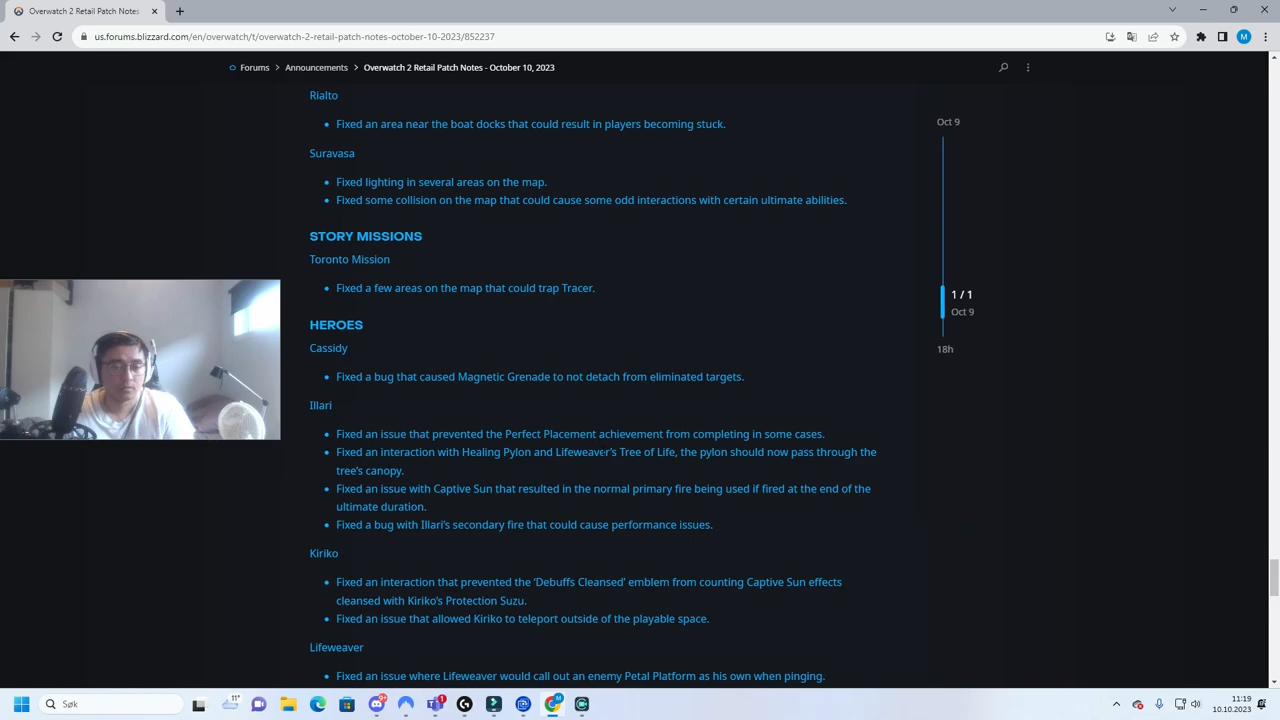 Overwatch 2 Retail Patch Notes
us.forums.blizzard.com/en/overwatch/t/overwatch-2-retail-patch-notes-october-10-2023/852237
M
Forums > Announcements > Overwatch 2 Retail Patch Notes - October 10, 2023
Rialto
Fixed an area near the boat docks that could result in players becoming stuck.
Oct 9
Suravasa
Fixed lighting in several areas on the map.
Fixed some collision on the map that could cause some odd interactions with certain ultimate abilities.
STORY MISSIONS
Toronto Mission
Fixed a few areas on the map that could trap Tracer.
1 / 1
Oct 9
HEROES
Cassidy
18h
Fixed a bug that caused Magnetic Grenade to not detach from eliminated targets.
Illari
Fixed an issue that prevented the Perfect Placement achievement from completing in some cases.
Fixed an interaction with Healing Pylon and Lifeweaver's Tree of Life, the pylon should now pass through the
tree's canopy.
Fixed an issue with Captive Sun that resulted in the normal primary fire being used if fired at the end of the
ultimate duration.
Fixed a bug with Illari's secondary fire that could cause performance issues.
Kiriko
Fixed an interaction that prevented the ‘Debuffs Cleansed’ emblem from counting Captive Sun effects
cleansed with Kiriko's Protection Suzu.
Fixed an issue that allowed Kiriko to teleport outside of the playable space.
Lifeweaver
Fixed an issue where Lifeweaver would call out an enemy Petal Platform as his own when pinging.
Søk
11°
9+
1
M
11:19
10.10.2023